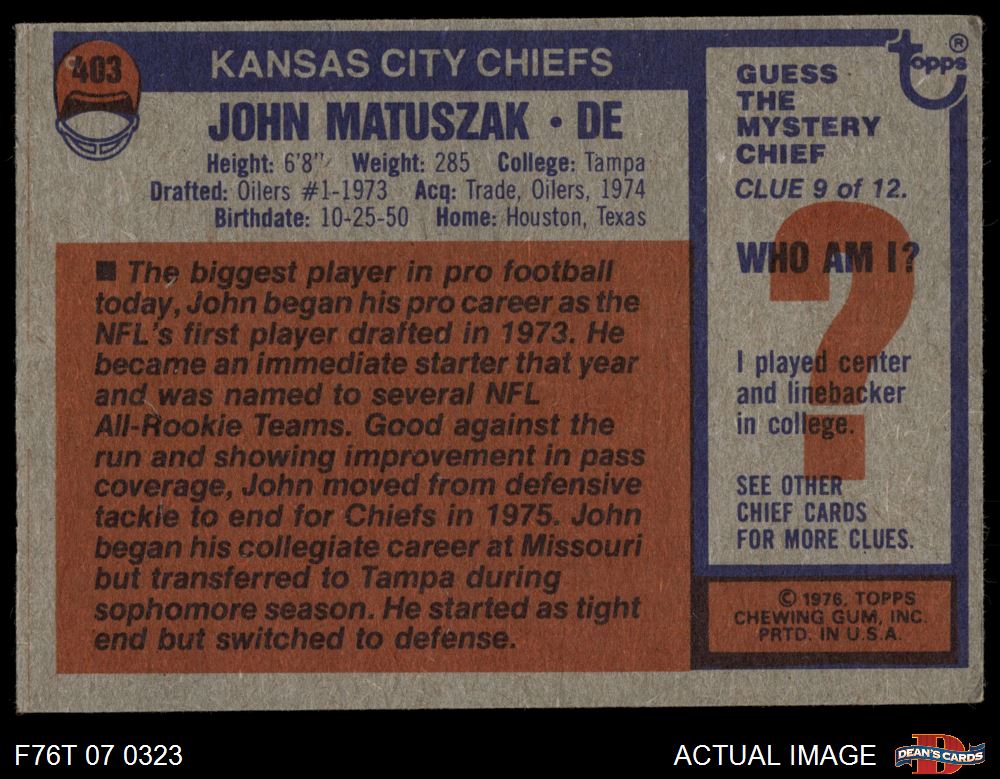 403
KANSAS CITY CHIEFS
JOHN MATUSZAK • DE
Height: 6'8" Weight: 285 College: Tampa
Drafted: Oilers #1-1973 Acq: Trade, Oilers, 1974
Birthdate: 10-25-50 Home: Houston, Texas
■ The biggest player in pro football
today, John began his pro career as the
NFL's first player drafted in 1973. He
became an immediate starter that year
and was named to several NFL
All-Rookie Teams. Good against the
run and showing improvement in pass
coverage, John moved from defensive
tackle to end for Chiefs in 1975. John
began his collegiate career at Missouri
but transferred to Tampa during
sophomore season. He started as tight
end but switched to defense.
topps®
GUESS
THE
MYSTERY
CHIEF
CLUE 9 of 12.
?
WHO AM I?
I played center
and linebacker
in college.
SEE OTHER
CHIEF CARDS
FOR MORE CLUES.
© 1976, TOPPS
CHEWING GUM, INC.
PRTD. IN U.S.A.
F76T 07 0323
ACTUAL IMAGE
D
DEAN'S CARDS